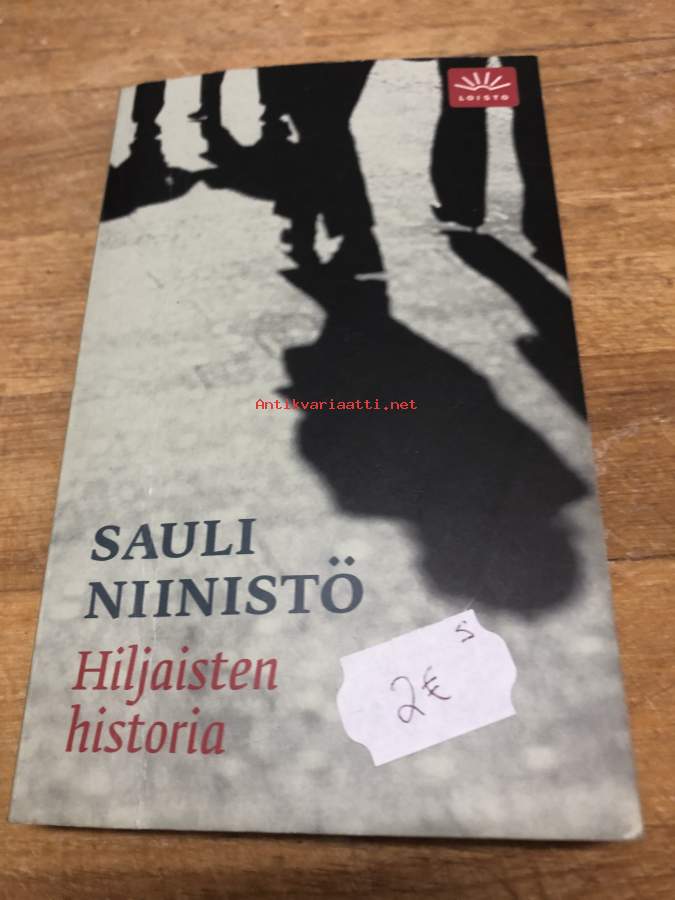 LOISTO
Antikvariaatti.net
SAULI
NIINISTÖ
Hiljaisten
historia
S
2€